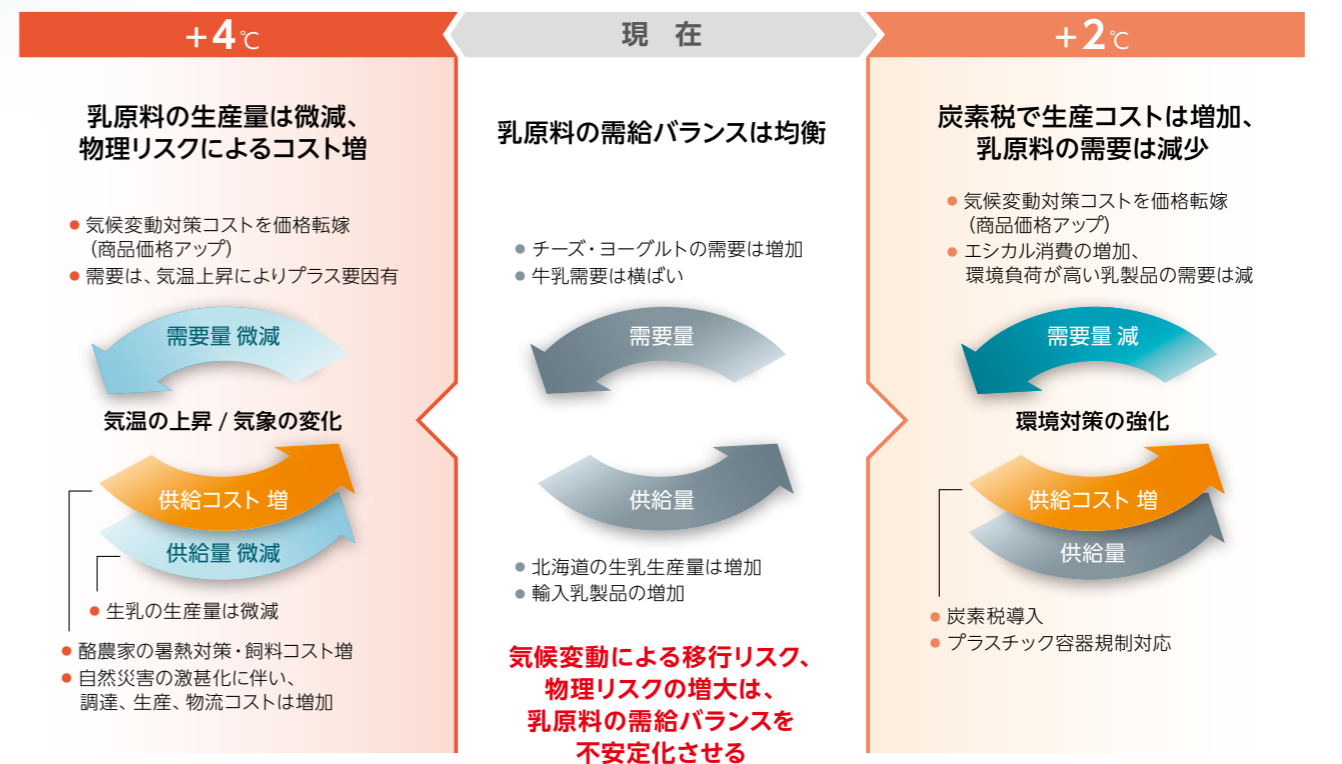 +4℃
乳原料の生産量は微減、
物理リスクによるコスト増
● 気候変動対策コストを価格転嫁
（商品価格アップ）
● 需要は、気温上昇によりプラス要因有
需要量 微減
気温の上昇 / 気象の変化
供給コスト 増
供給量 微減
● 生乳の生産量は微減
● 酪農家の暑熱対策・飼料コスト増
● 自然災害の激甚化に伴い、
調達、生産、物流コストは増加
現 在
乳原料の需給バランスは均衡
● チーズ・ヨーグルトの需要は増加
● 牛乳需要は横ばい
需要量
供給量
● 北海道の生乳生産量は増加
● 輸入乳製品の増加
気候変動による移行リスク、
物理リスクの増大は、
乳原料の需給バランスを
不安定化させる
+2℃
炭素税で生産コストは増加、
乳原料の需要は減少
● 気候変動対策コストを価格転嫁
（商品価格アップ）
● エシカル消費の増加、
環境負荷が高い乳製品の需要は減
需要量 減
環境対策の強化
供給コスト 増
供給量
● 炭素税導入
● プラスチック容器規制対応